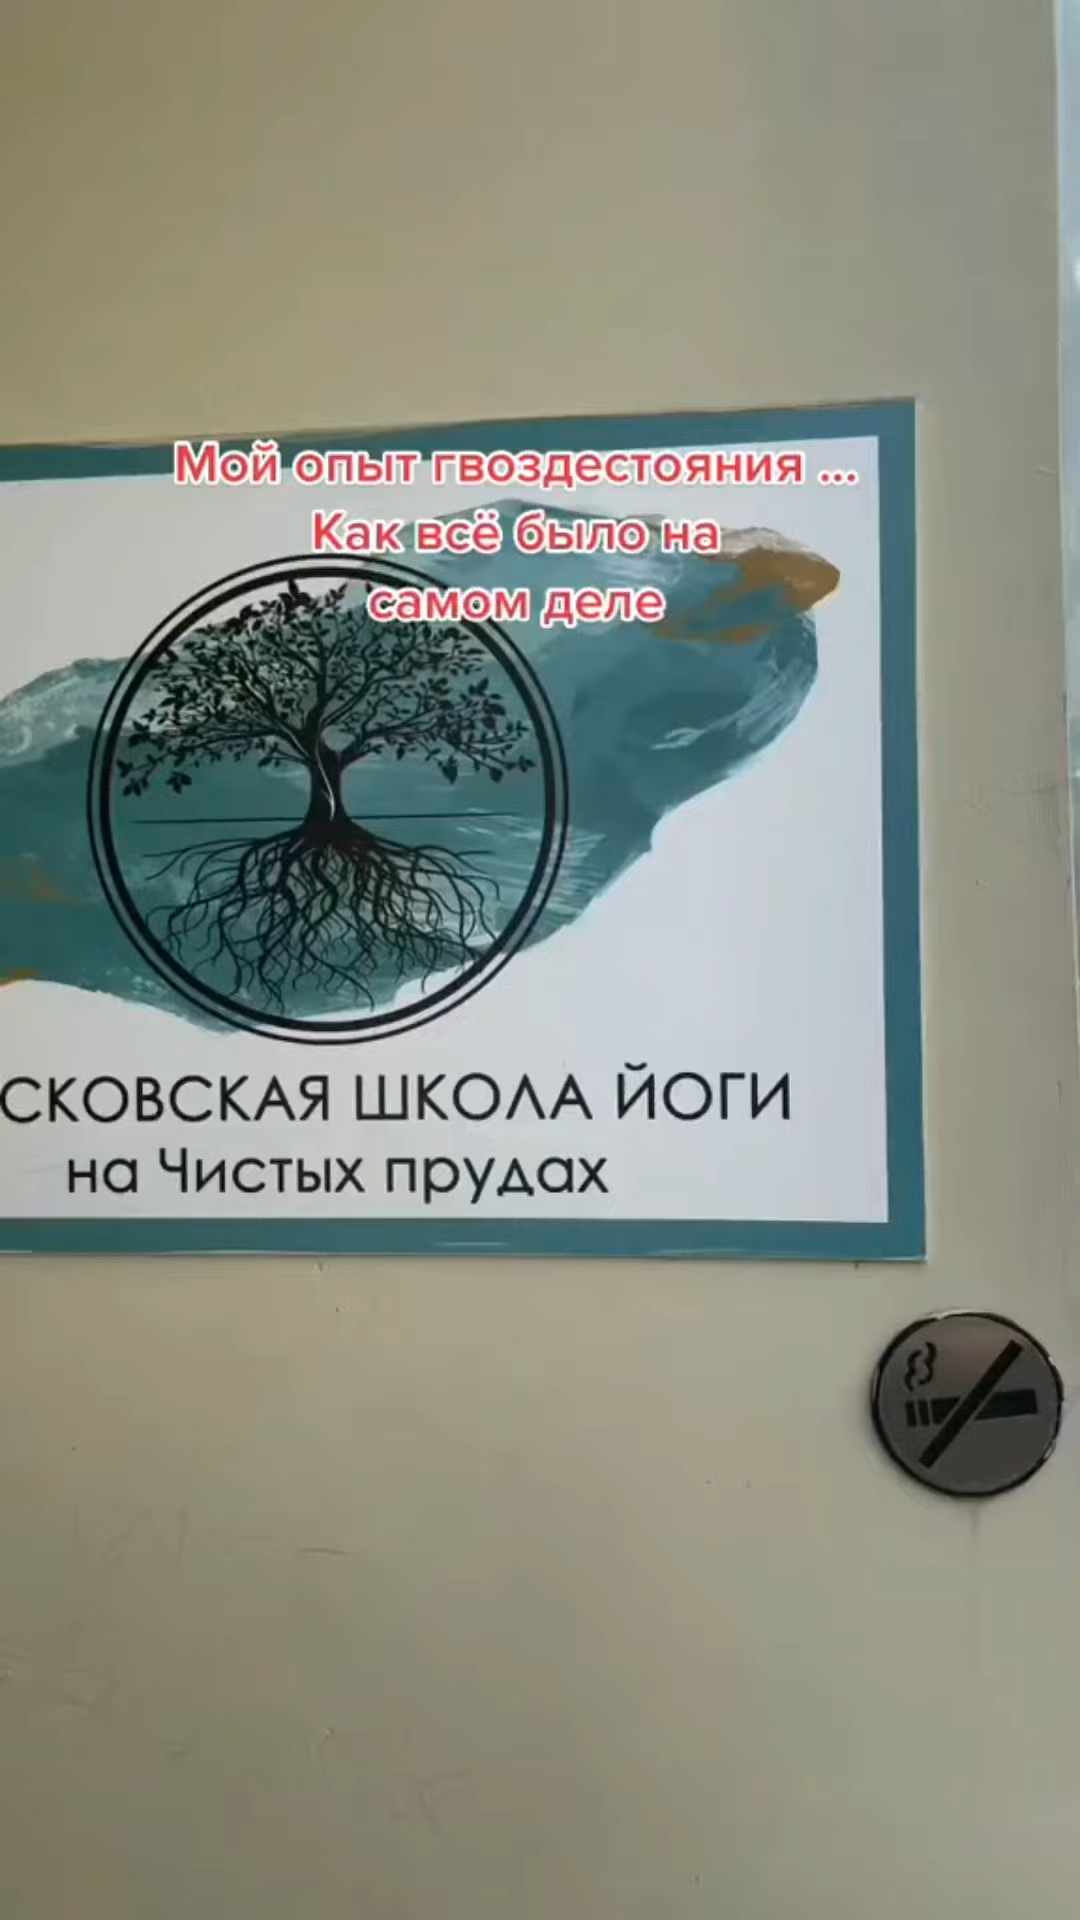 Мой опыт гвоздестояния ...
Как всё было на
самом деле
СКОВСКАЯ ШКОЛА ЙОГИ
на Чистых прудах